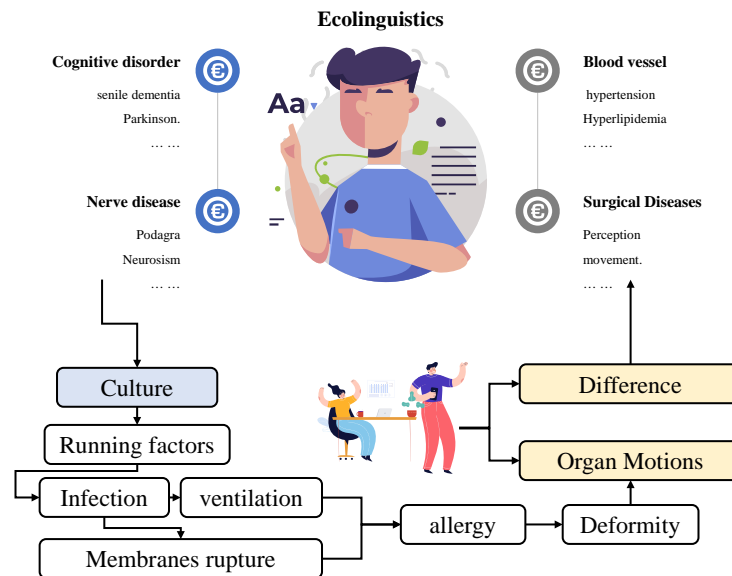 Ecolinguistics
Cognitive disorder
senile dementia
Parkinson.
... ...
Nerve disease
Podagra
Neurosism
... ...
Aa
Blood vessel
hypertension
Hyperlipidemia
... ...
Surgical Diseases
Perception
movement.
... ...
Culture
Running factors
Infection
ventilation
Membranes rupture
allergy
Deformity
Difference
Organ Motions